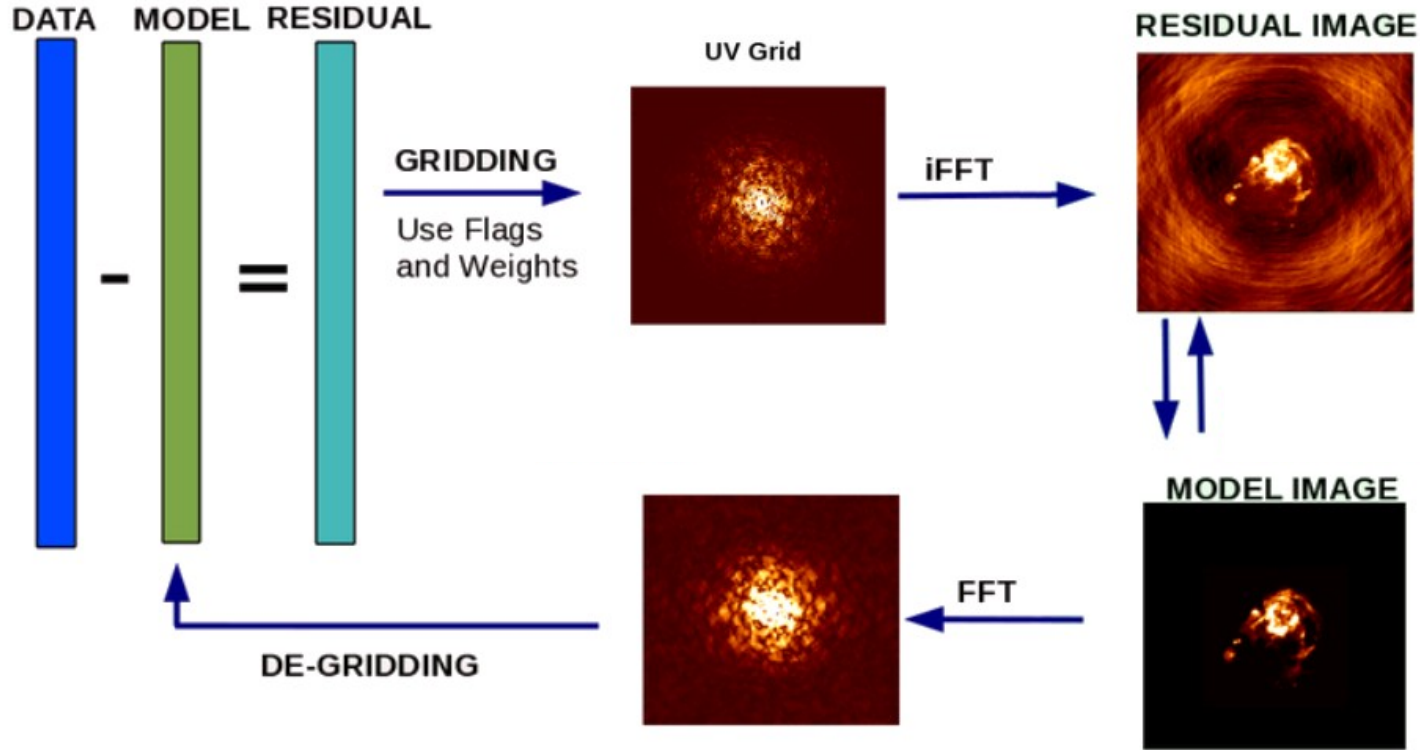 DATA MODEL RESIDUAL
UV Grid
RESIDUAL IMAGE
GRIDDING
Use Flags
and Weights
iFFT
- =
MODEL IMAGE
FFT
DE-GRIDDING